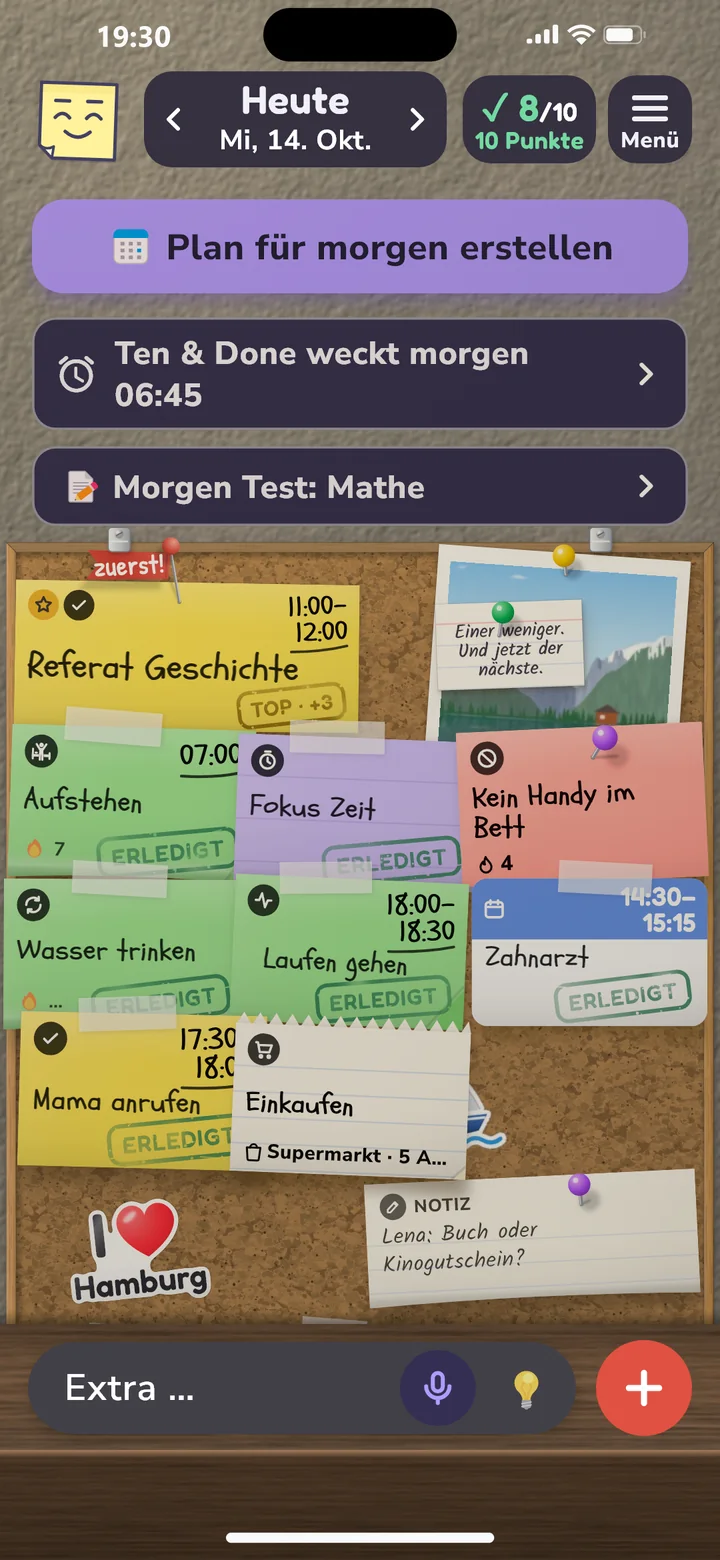 19:30
Heute
Mi, 14. Okt.
✓ 8/10
10 Punkte
Menü
Plan für morgen erstellen
Ten & Done weckt morgen
06:45
Morgen Test: Mathe
zuerst!
11:00–
12:00
Referat Geschichte
TOP · +3
Einer weniger.
Und jetzt der
nächste.
07:00
Aufstehen
7
ERLEDIGT
Fokus Zeit
ERLEDIGT
Kein Handy im
Bett
4
Wasser trinken
...
ERLEDIGT
18:00–
18:30
Laufen gehen
ERLEDIGT
14:30–
15:15
Zahnarzt
ERLEDIGT
17:30
18:0
Mama anrufen
ERLEDIGT
Einkaufen
Supermarkt · 5 A...
NOTIZ
Lena: Buch oder
Kinogutschein?
I ❤
Hamburg
Extra ...